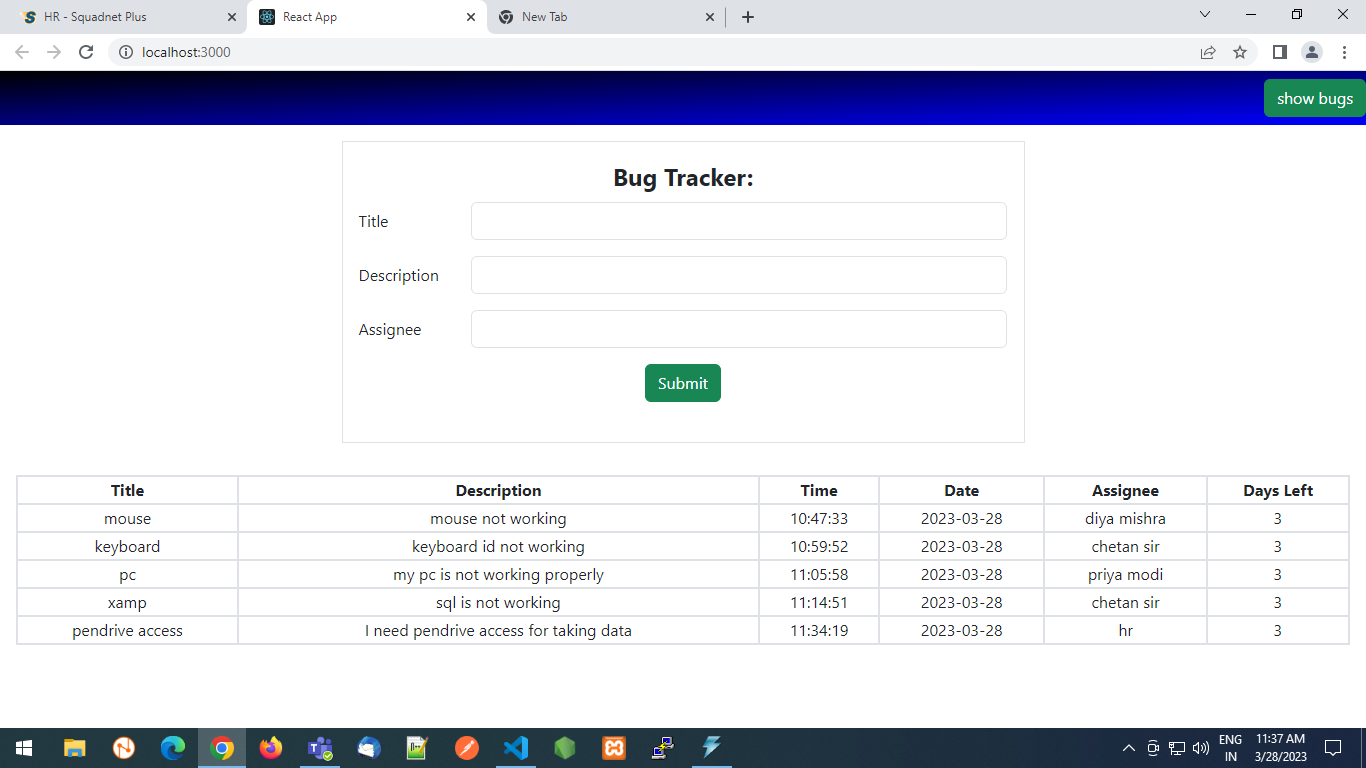 HR - Squadnet Plus
React App
New Tab
localhost:3000
show bugs
Bug Tracker:
Title
Description
Assignee
Submit
Title Description Time Date Assignee Days Left
mouse mouse not working 10:47:33 2023-03-28 diya mishra 3
keyboard keyboard id not working 10:59:52 2023-03-28 chetan sir 3
pc my pc is not working properly 11:05:58 2023-03-28 priya modi 3
xamp sql is not working 11:14:51 2023-03-28 chetan sir 3
pendrive access I need pendrive access for taking data 11:34:19 2023-03-28 hr 3
ENG 11:37 AM
IN 3/28/2023